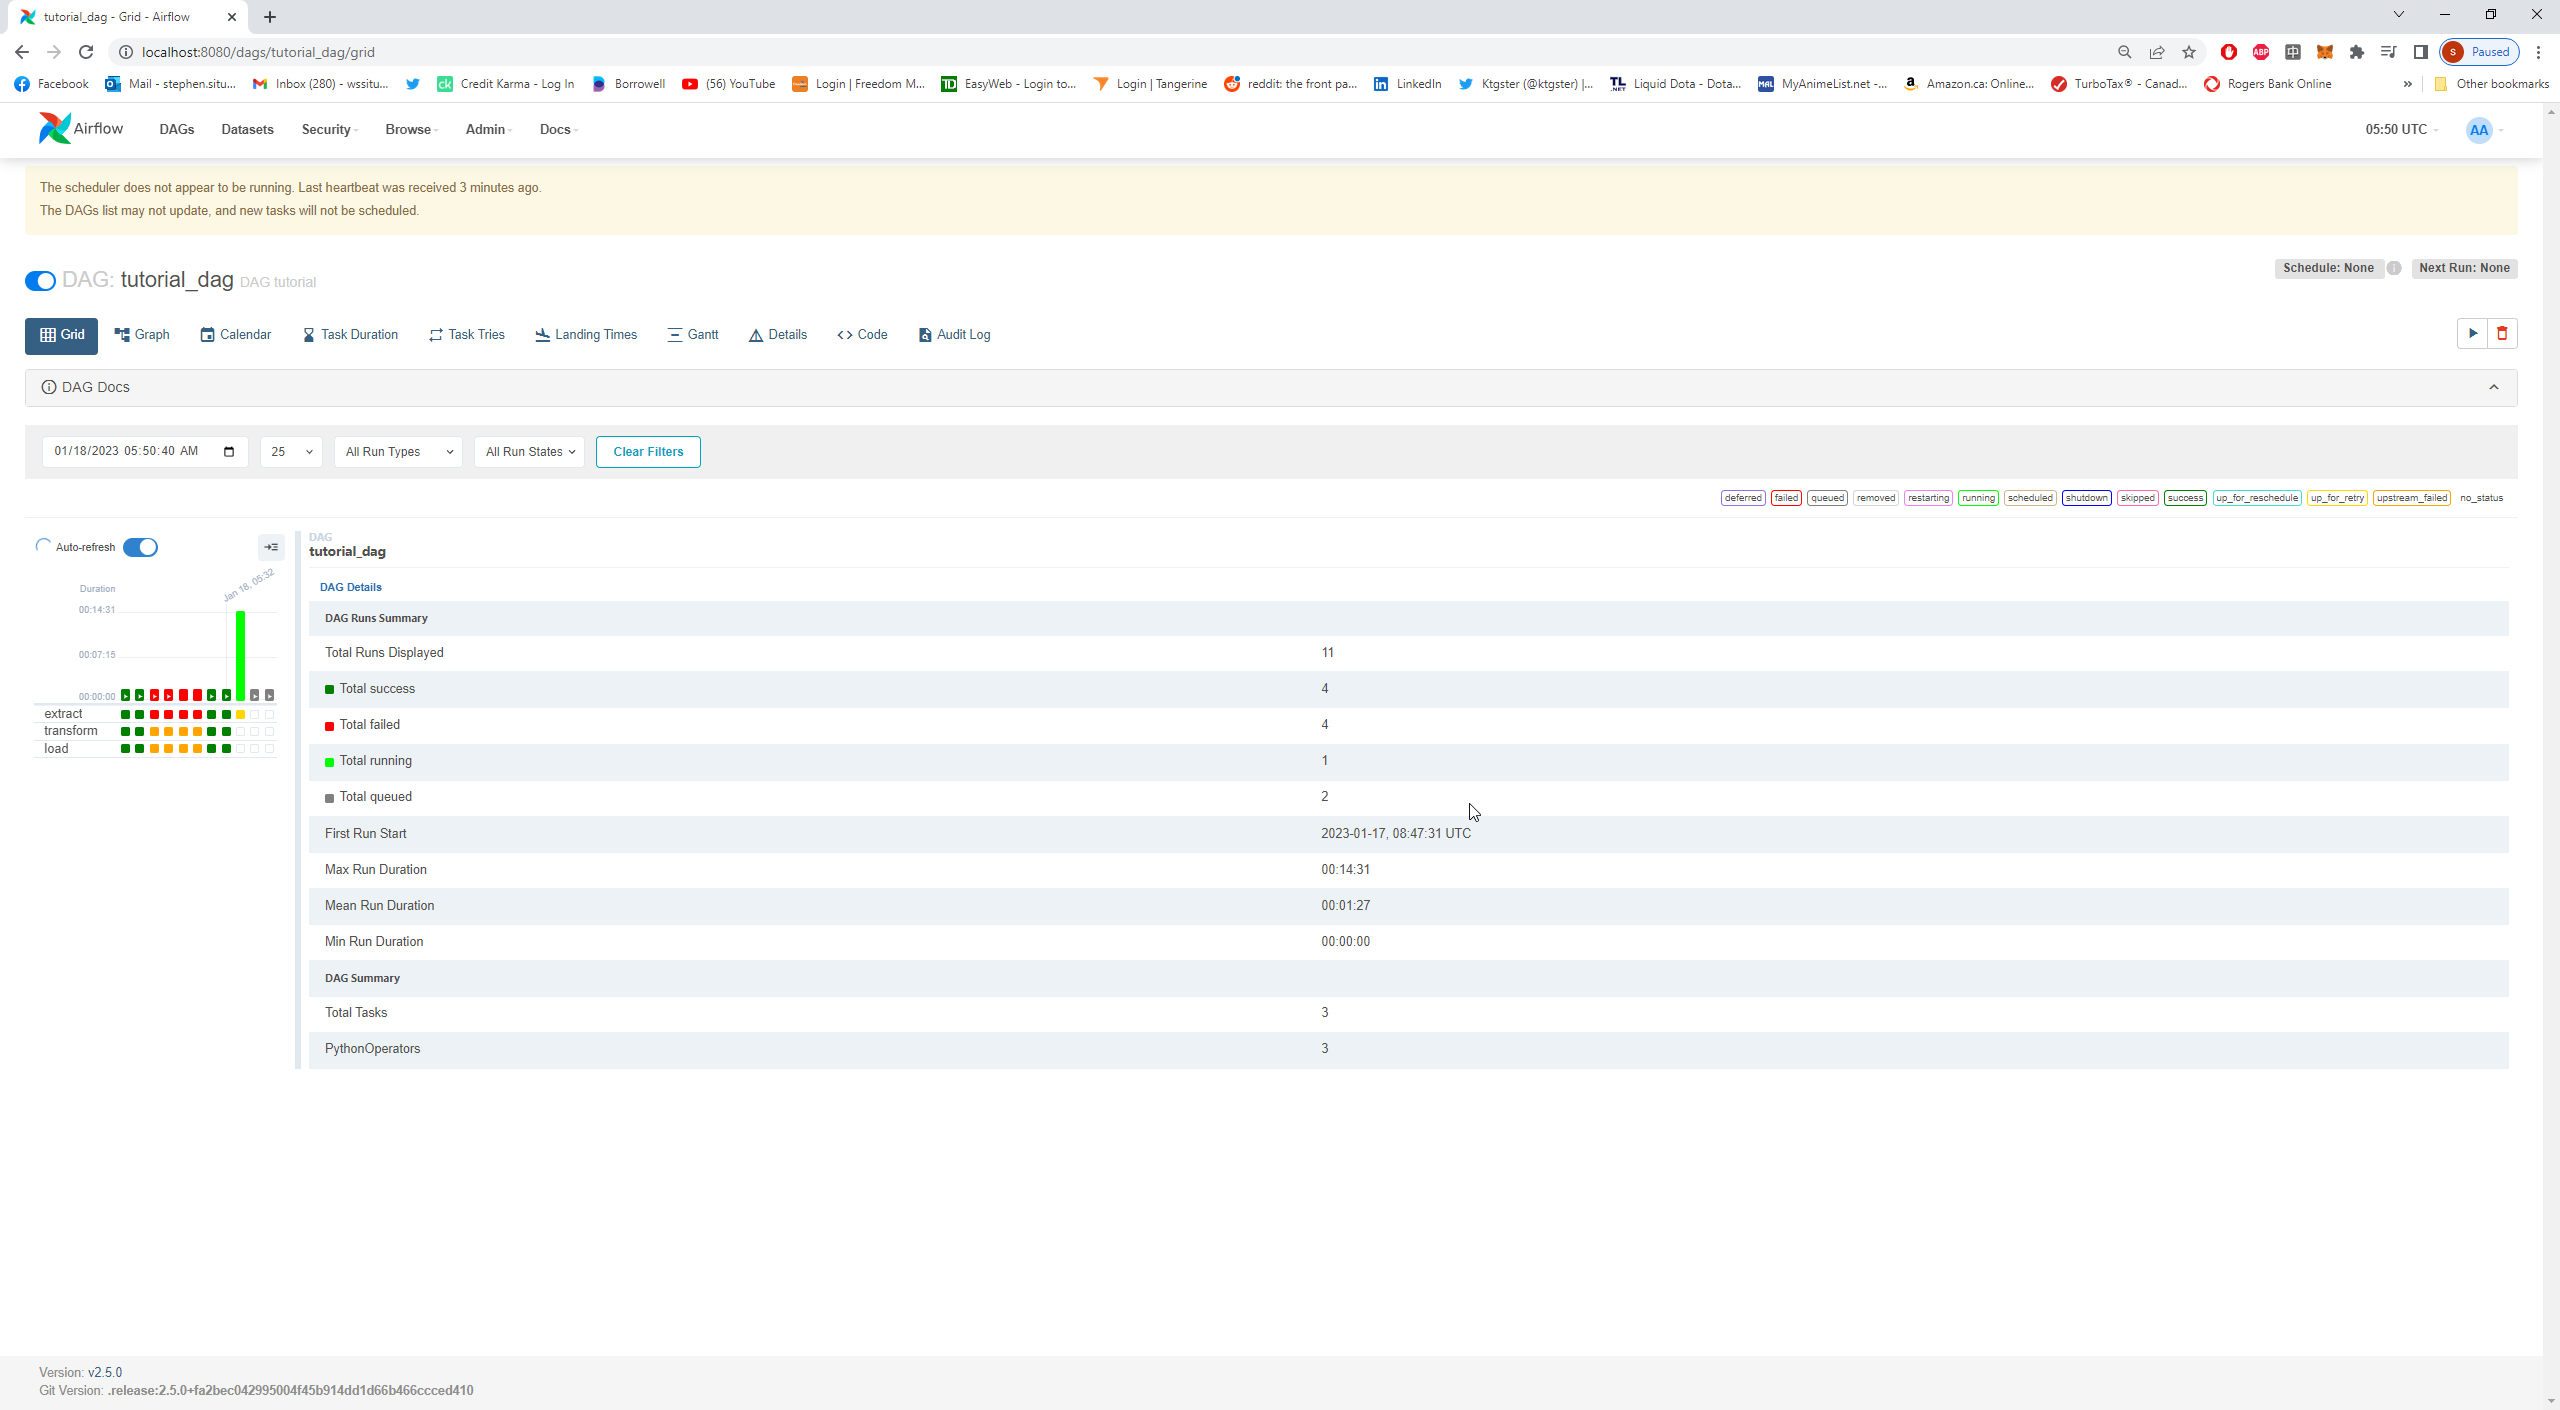 tutorial_dag - Grid - Airflow
localhost:8080/dags/tutorial_dag/grid
ABP
S Paused
Facebook Mail - stephen.situ... Inbox (280) - wssitu... Credit Karma - Log In Borrowell (56) YouTube Login | Freedom M... EasyWeb - Login to... Login | Tangerine reddit: the front pa... LinkedIn Ktgster (@ktgster) |... Liquid Dota - Dota... MyAnimeList.net -... Amazon.ca: Online... TurboTax® - Canad... Rogers Bank Online » Other bookmarks
Airflow DAGs Datasets Security Browse Admin Docs 05:50 UTC AA
The scheduler does not appear to be running. Last heartbeat was received 3 minutes ago.
The DAGs list may not update, and new tasks will not be scheduled.
DAG: tutorial_dag DAG tutorial
Schedule: None Next Run: None
Grid Graph Calendar Task Duration Task Tries Landing Times Gantt Details Code Audit Log
DAG Docs
01/18/2023 05:50:40 AM 25 All Run Types All Run States Clear Filters
deferred failed queued removed restarting running scheduled shutdown skipped success up_for_reschedule up_for_retry upstream_failed no_status
Auto-refresh
Jan 18, 05:32
Duration
00:14:31
00:07:15
00:00:00
extract
transform
load
DAG
tutorial_dag
DAG Details
DAG Runs Summary
Total Runs Displayed 11
Total success 4
Total failed 4
Total running 1
Total queued 2
First Run Start 2023-01-17, 08:47:31 UTC
Max Run Duration 00:14:31
Mean Run Duration 00:01:27
Min Run Duration 00:00:00
DAG Summary
Total Tasks 3
PythonOperators 3
Version: v2.5.0
Git Version: .release:2.5.0+fa2bec042995004f45b914dd1d66b466ccced410